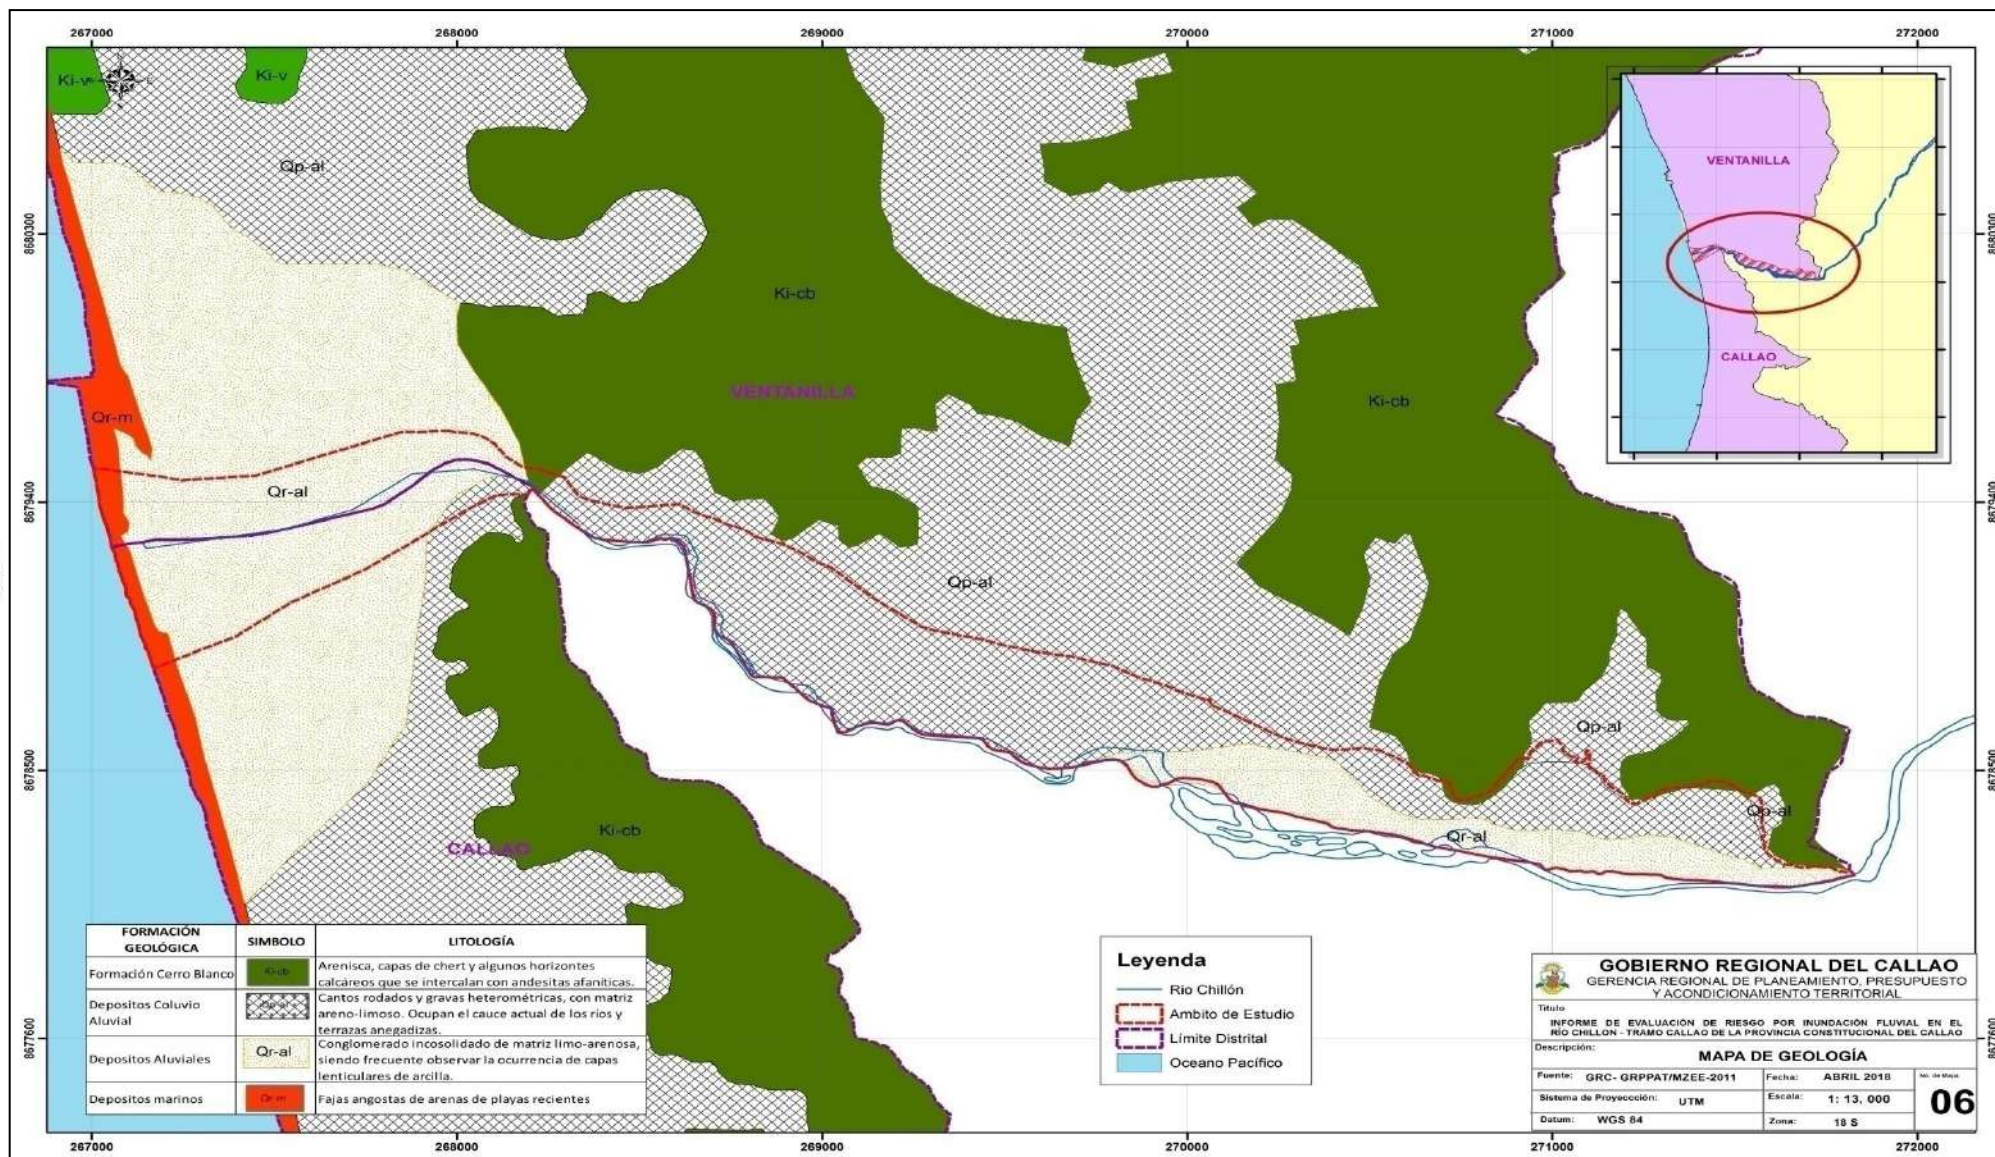 267000
268000
269000
270000
271000
272000
Ki-v
Ki-v
Qp-al
8680300
8680300
VENTANILLA
CALLAO
Ki-cb
VENTANILLA
Ki-cb
Qr-m
Qr-al
8679400
8679400
Qp-al
Qp-al
8678500
8678500
Qp-al
Ki-cb
Qr-al
CALLAO
FORMACIÓN GEOLÓGICA
SIMBOLO
LITOLOGÍA
Formación Cerro Blanco
Ki-cb
Arenisca, capas de chert y algunos horizontes
calcáreos que se intercalan con andesitas afaníticas.
Depositos Coluvio
Aluvial
Qp-al
Cantos rodados y gravas heterométricas, con matriz
areno-limoso. Ocupan el cauce actual de los ríos y
terrazas anegadizas.
Depositos Aluviales
Qr-al
Conglomerado incosolidado de matriz limo-arenosa,
siendo frecuente observar la ocurrencia de capas
lenticulares de arcilla.
Depositos marinos
Qr-m
Fajas angostas de arenas de playas recientes
Leyenda
Rio Chillón
Ambito de Estudio
Límite Distrital
Oceano Pacífico
GOBIERNO REGIONAL DEL CALLAO
GERENCIA REGIONAL DE PLANEAMIENTO, PRESUPUESTO
Y ACONDICIONAMIENTO TERRITORIAL
Titulo
INFORME DE EVALUACIÓN DE RIESGO POR INUNDACIÓN FLUVIAL EN EL
RÍO CHILLON - TRAMO CALLAO DE LA PROVINCIA CONSTITUCIONAL DEL CALLAO
Descripción:
MAPA DE GEOLOGÍA
Fuente: GRC- GRPPAT/MZEE-2011
Fecha: ABRIL 2018
No. de Mapa
06
Sistema de Proyección: UTM
Escala: 1: 13, 000
Datum: WGS 84
Zona: 18 S
8677600
8677600
267000
268000
269000
270000
271000
272000